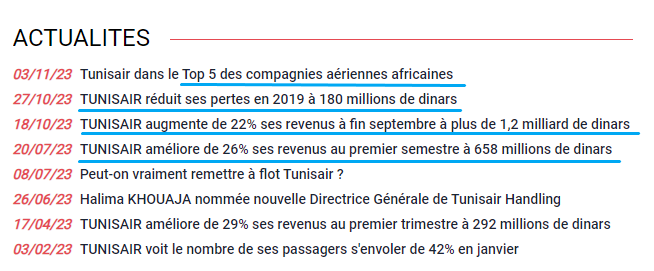 ACTUALITES
03/11/23 Tunisair dans le Top 5 des compagnies aériennes africaines
27/10/23 TUNISAIR réduit ses pertes en 2019 à 180 millions de dinars
18/10/23 TUNISAIR augmente de 22% ses revenus à fin septembre à plus de 1,2 milliard de dinars
20/07/23 TUNISAIR améliore de 26% ses revenus au premier semestre à 658 millions de dinars
08/07/23 Peut-on vraiment remettre à flot Tunisair ?
26/06/23 Halima KHOUAJA nommée nouvelle Directrice Générale de Tunisair Handling
17/04/23 TUNISAIR améliore de 29% ses revenus au premier trimestre à 292 millions de dinars
03/02/23 TUNISAIR voit le nombre de ses passagers s'envoler de 42% en janvier